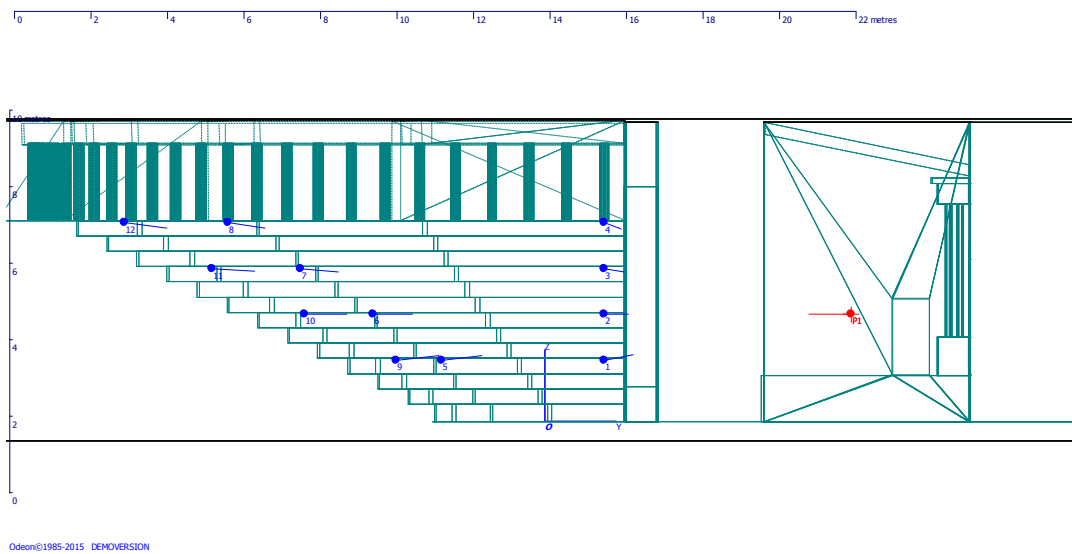 0 2 4 6 8 10 12 14 16 18 20 22 metres
10 metres
8
12 8 4
6
11 7 3
10 6 2 P1
4
Z
9 5 1
2
O Y
0
Odeon©1985-2015 DEMOVERSION